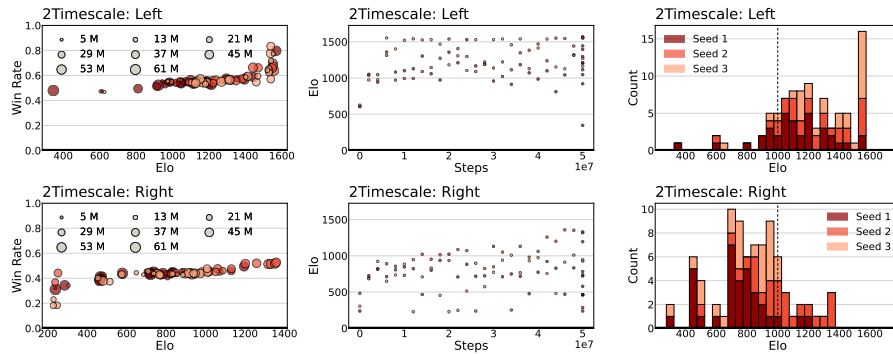 2Timescale: Left
1.0
0.8
0.6
0.4
0.2
0.0
Win Rate
5 M 13 M 21 M
29 M 37 M 45 M
53 M 61 M
400 600 800 1000 1200 1400 1600
Elo
2Timescale: Left
1500
1000
500
0
Elo
0 1 2 3 4 5
1e7
Steps
2Timescale: Left
15
10
5
0
Count
Seed 1
Seed 2
Seed 3
400 600 800 1000 1200 1400 1600
Elo
2Timescale: Right
1.0
0.8
0.6
0.4
0.2
0.0
Win Rate
5 M 13 M 21 M
29 M 37 M 45 M
53 M 61 M
200 400 600 800 1000 1200 1400
Elo
2Timescale: Right
1500
1000
500
0
Elo
0 1 2 3 4 5
1e7
Steps
2Timescale: Right
10
8
6
4
2
0
Count
Seed 1
Seed 2
Seed 3
400 600 800 1000 1200 1400 1600
Elo